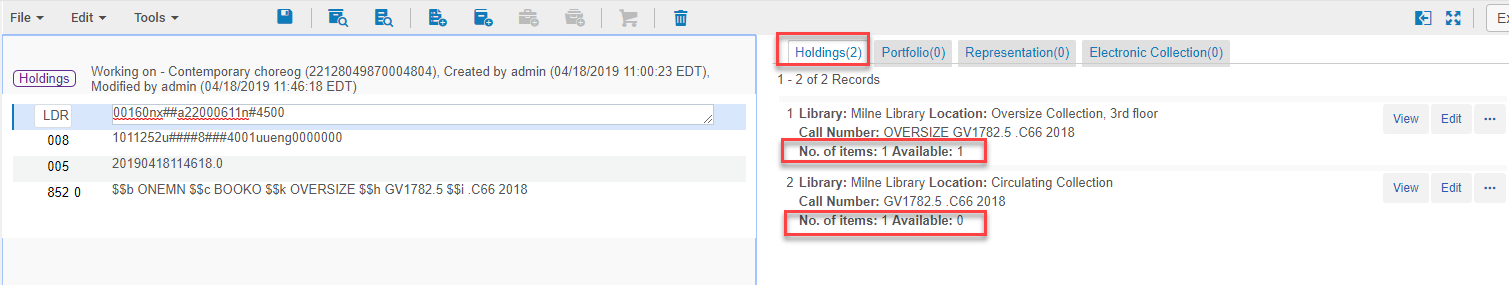 File Edit Tools Ex
Holdings Working on - Contemporary choreog (22128049870004804), Created by admin (04/18/2019 11:00:23 EDT),
Modified by admin (04/18/2019 11:46:18 EDT)
LDR 00160nx##a22000611n#4500
008 1011252u####8###4001uueng0000000
005 20190418114618.0
852 0 $$b ONEMN $$c BOOKO $$k OVERSIZE $$h GV1782.5 $$i .C66 2018
Holdings(2) Portfolio(0) Representation(0) Electronic Collection(0)
1 - 2 of 2 Records
1 Library: Milne Library Location: Oversize Collection, 3rd floor View Edit ...
Call Number: OVERSIZE GV1782.5 .C66 2018
No. of items: 1 Available: 1
2 Library: Milne Library Location: Circulating Collection View Edit ...
Call Number: GV1782.5 .C66 2018
No. of items: 1 Available: 0